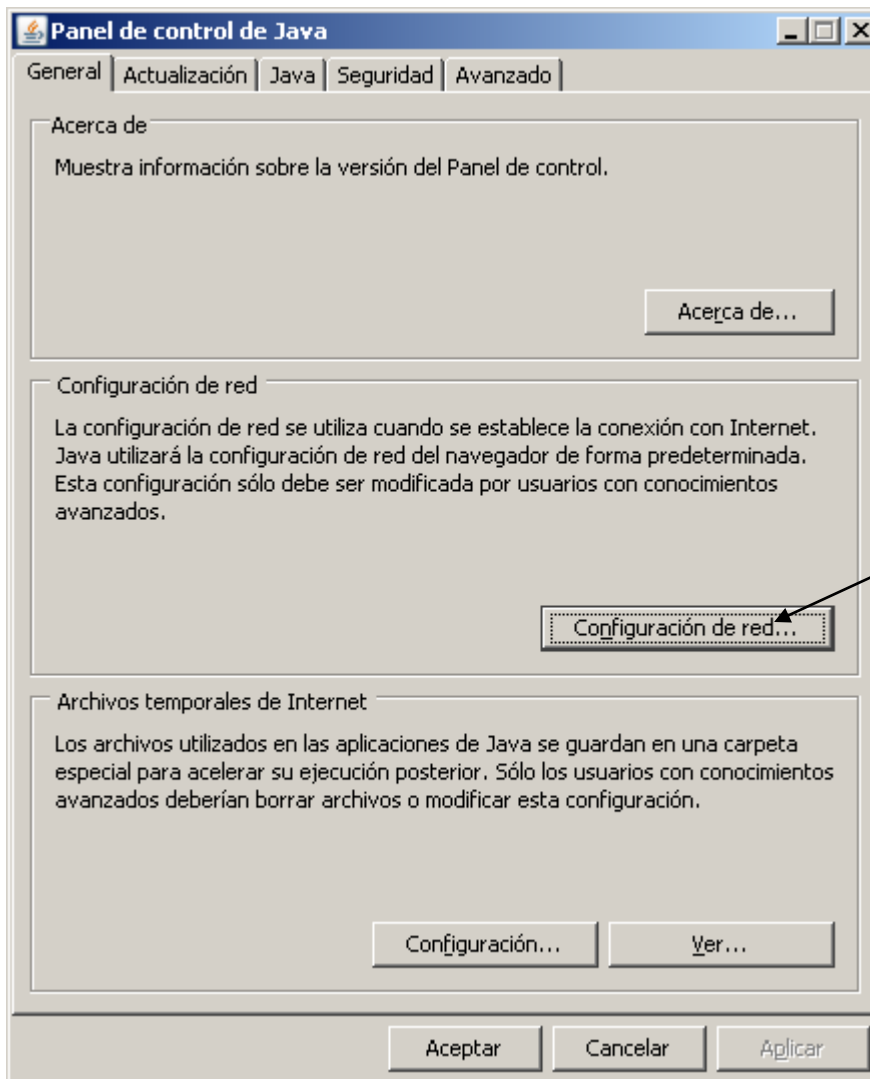 Panel de control de Java
General Actualización Java Seguridad Avanzado
Acerca de
Muestra información sobre la versión del Panel de control.
Acerca de...
Configuración de red
La configuración de red se utiliza cuando se establece la conexión con Internet.
Java utilizará la configuración de red del navegador de forma predeterminada.
Esta configuración sólo debe ser modificada por usuarios con conocimientos
avanzados.
Configuración de red...
Archivos temporales de Internet
Los archivos utilizados en las aplicaciones de Java se guardan en una carpeta
especial para acelerar su ejecución posterior. Sólo los usuarios con conocimientos
avanzados deberían borrar archivos o modificar esta configuración.
Configuración... Ver...
Aceptar Cancelar Aplicar